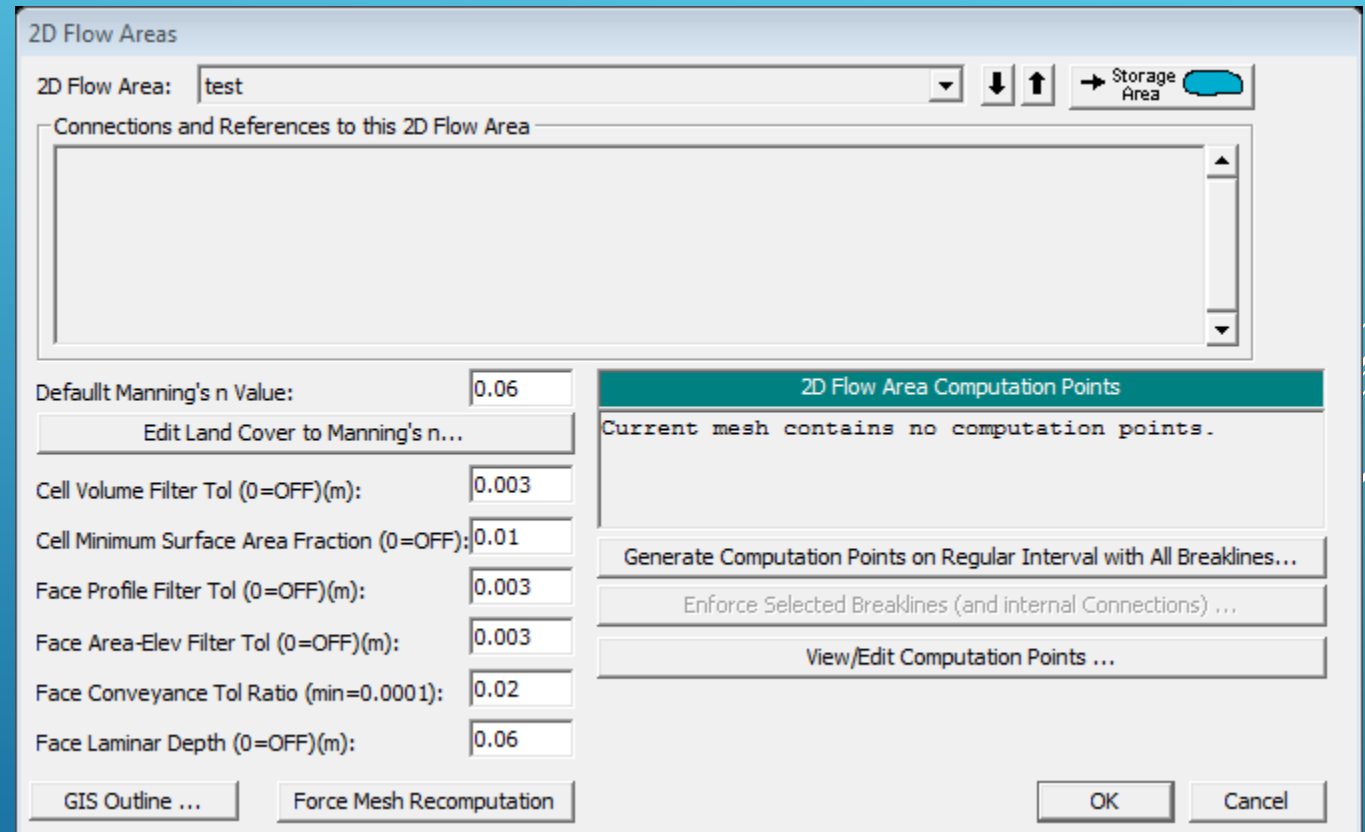 2D Flow Areas
2D Flow Area: test
Storage
Area
Connections and References to this 2D Flow Area
Defaullt Manning's n Value: 0.06
Edit Land Cover to Manning's n...
Cell Volume Filter Tol (0=OFF)(m): 0.003
Cell Minimum Surface Area Fraction (0=OFF): 0.01
Face Profile Filter Tol (0=OFF)(m): 0.003
Face Area-Elev Filter Tol (0=OFF)(m): 0.003
Face Conveyance Tol Ratio (min=0.0001): 0.02
Face Laminar Depth (0=OFF)(m): 0.06
2D Flow Area Computation Points
Current mesh contains no computation points.
Generate Computation Points on Regular Interval with All Breaklines...
Enforce Selected Breaklines (and internal Connections) ...
View/Edit Computation Points ...
GIS Outline ...
Force Mesh Recomputation
OK
Cancel